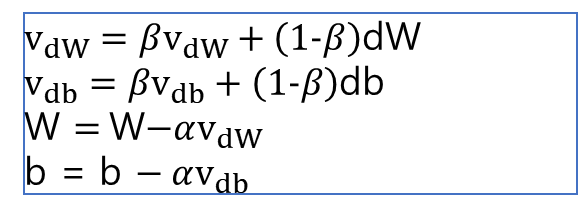 v_dW = βv_dW + (1-β)dW
v_db = βv_db + (1-β)db
W = W−αv_dW
b = b − αv_db